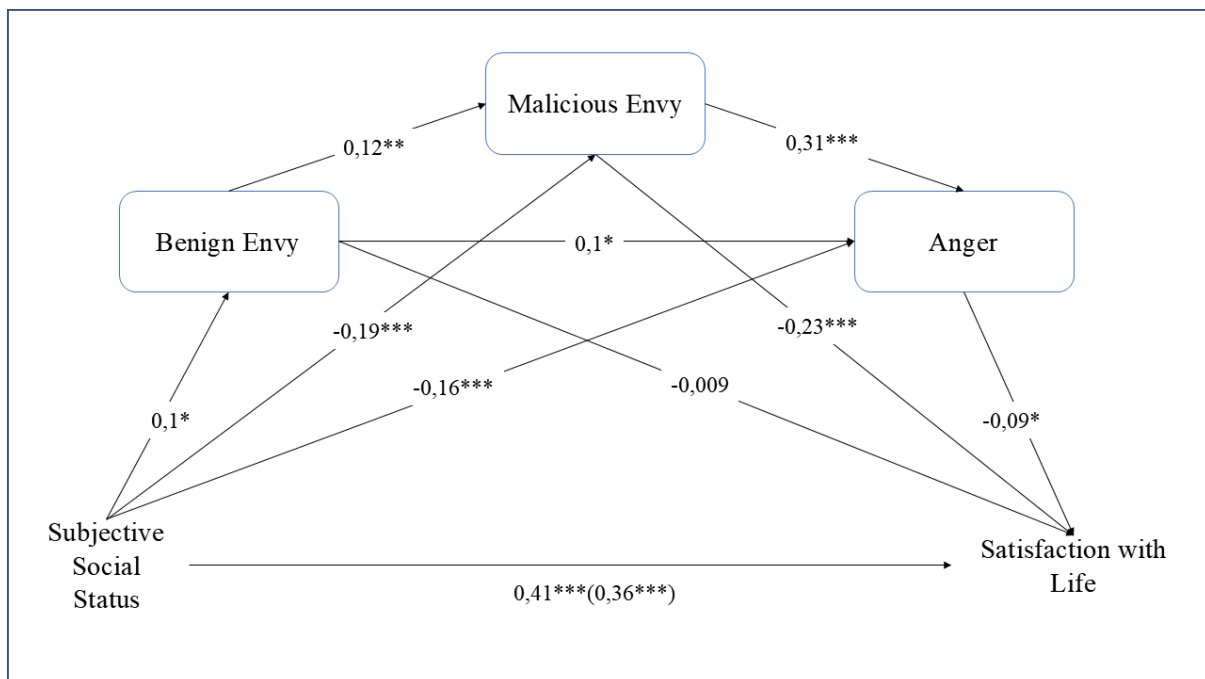 Malicious Envy
0,12**
0,31***
Benign Envy
0,1*
Anger
-0,19***
-0,23***
-0,16***
-0,009
0,1*
-0,09*
Subjective
Social
Status
Satisfaction with
Life
0,41***(0,36***)